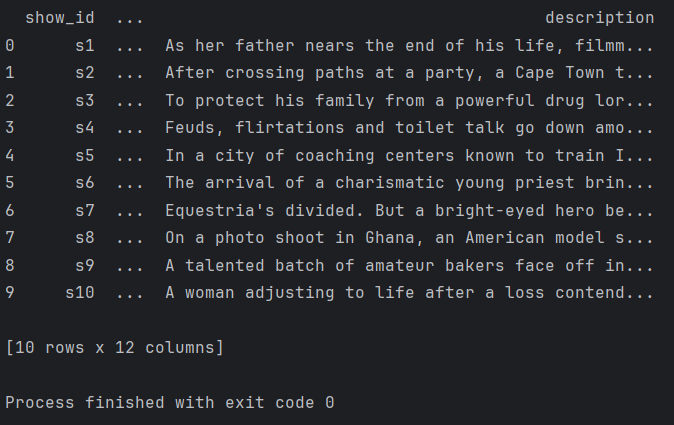 show_id ... description
0 s1 ... As her father nears the end of his life, filmm...
1 s2 ... After crossing paths at a party, a Cape Town t...
2 s3 ... To protect his family from a powerful drug lor...
3 s4 ... Feuds, flirtations and toilet talk go down amo...
4 s5 ... In a city of coaching centers known to train I...
5 s6 ... The arrival of a charismatic young priest brin...
6 s7 ... Equestria's divided. But a bright-eyed hero be...
7 s8 ... On a photo shoot in Ghana, an American model s...
8 s9 ... A talented batch of amateur bakers face off in...
9 s10 ... A woman adjusting to life after a loss contend...
[10 rows x 12 columns]
Process finished with exit code 0